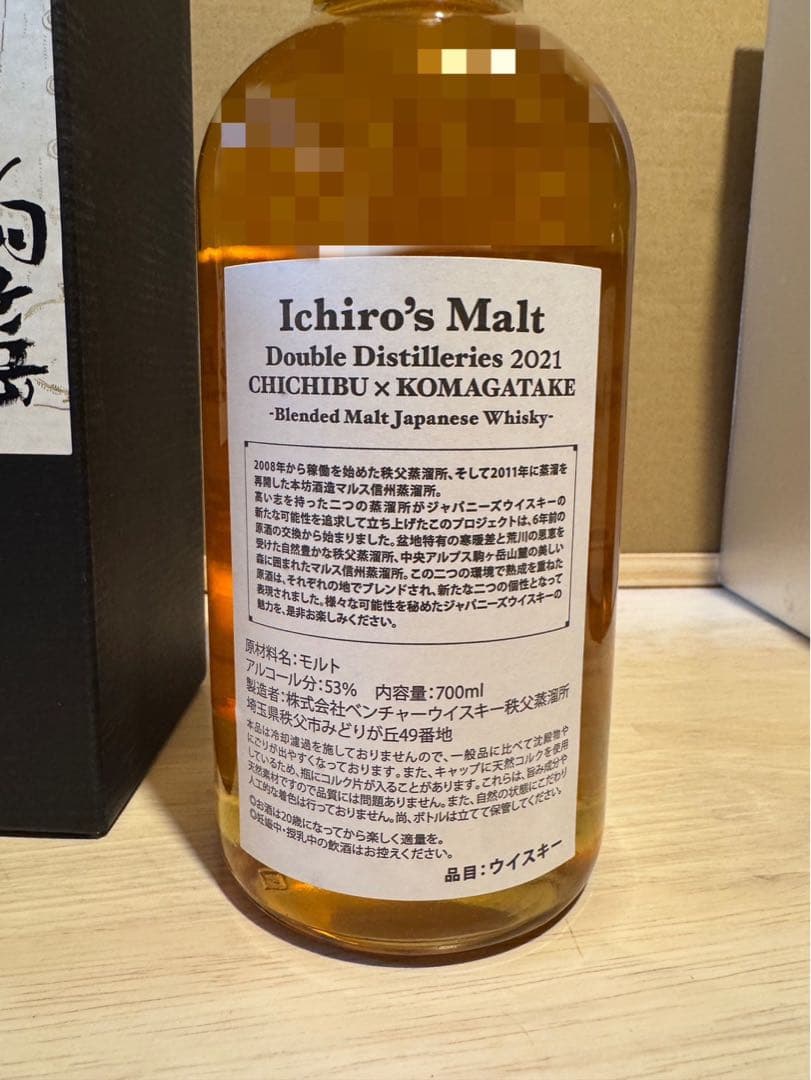 Ichiro's Malt
Double Distilleries 2021
CHICHIBU × KOMAGATAKE
-Blended Malt Japanese Whisky-
2008年から稼働を始めた秩父蒸溜所、そして2011年に蒸溜を
再開した本坊酒造マルス信州蒸溜所。
高い志を持った二つの蒸溜所がジャパニーズウイスキーの
新たな可能性を追求して立ち上げたこのプロジェクトは、6年前の
原酒の交換から始まりました。盆地特有の寒暖差と荒川の恩恵を
受けた自然豊かな秩父蒸溜所、中央アルプス駒ヶ岳山麓の美しい
森に囲まれたマルス信州蒸溜所。この二つの環境で熟成を重ねた
原酒は、それぞれの地でブレンドされ、新たな二つの個性となって
表現されました。様々な可能性を秘めたジャパニーズウイスキーの
魅力を、是非お楽しみください。
原材料名：モルト
アルコール分：53%　内容量：700ml
製造者：株式会社ベンチャーウイスキー秩父蒸溜所
埼玉県秩父市みどりが丘49番地
本品は冷却濾過を施しておりませんので、一般品に比べて沈殿物や
にごりが出やすくなっております。また、キャップに天然コルクを使用
しているため、瓶にコルク片が入ることがあります。これらは、旨み成分や
天然素材ですので品質には問題ありません。また、自然の状態にこだわり
人工的な着色は行っておりません。尚、ボトルは立てて保管してください。
◎お酒は20歳になってから楽しく適量を。
◎妊娠中・授乳中の飲酒はお控えください。
品目：ウイスキー